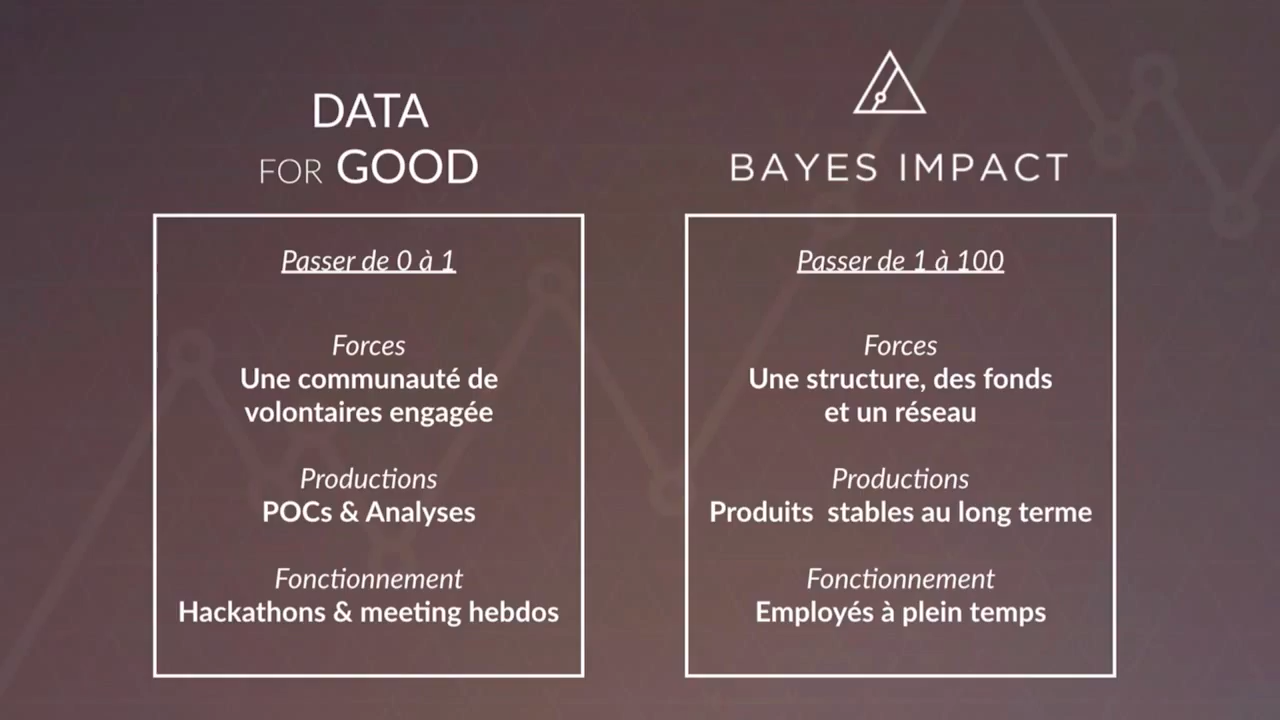 DATA
FOR GOOD
Passer de 0 à 1
Forces
Une communauté de
volontaires engagée
Productions
POCs & Analyses
Fonctionnement
Hackathons & meeting hebdos
BAYES IMPACT
Passer de 1 à 100
Forces
Une structure, des fonds
et un réseau
Productions
Produits  stables au long terme
Fonctionnement
Employés à plein temps